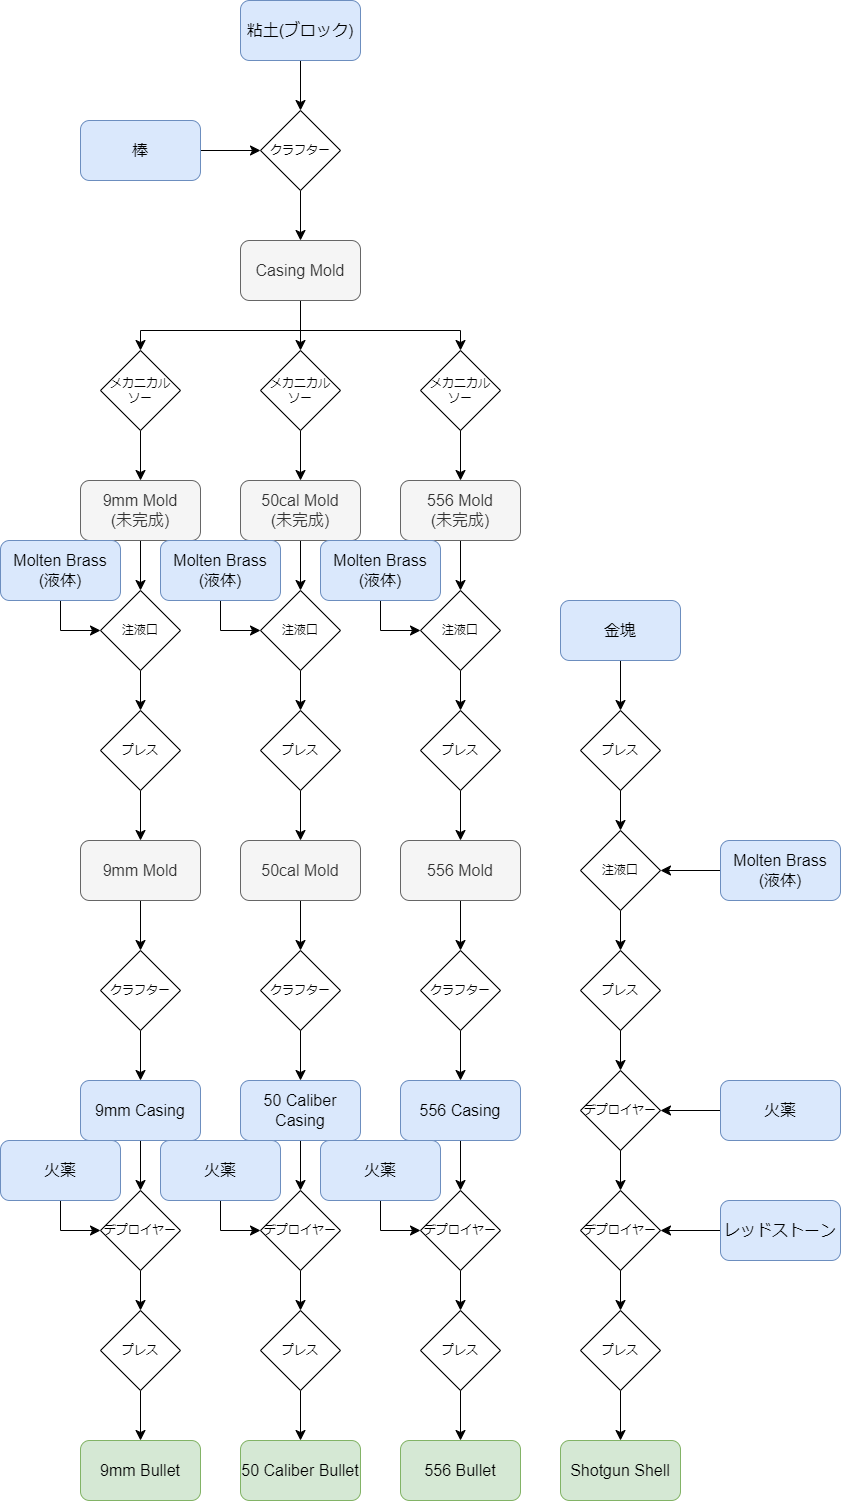 粘土(ブロック)
棒
クラフター
Casing Mold
メカニカル
ソー
メカニカル
ソー
メカニカル
ソー
9mm Mold
(未完成)
50cal Mold
(未完成)
556 Mold
(未完成)
Molten Brass
(液体)
Molten Brass
(液体)
Molten Brass
(液体)
注液口
注液口
注液口
金塊
プレス
プレス
プレス
プレス
9mm Mold
50cal Mold
556 Mold
注液口
Molten Brass
(液体)
クラフター
クラフター
クラフター
プレス
9mm Casing
50 Caliber
Casing
556 Casing
デプロイヤー
火薬
火薬
火薬
火薬
デプロイヤー
デプロイヤー
デプロイヤー
デプロイヤー
レッドストーン
プレス
プレス
プレス
プレス
9mm Bullet
50 Caliber Bullet
556 Bullet
Shotgun Shell